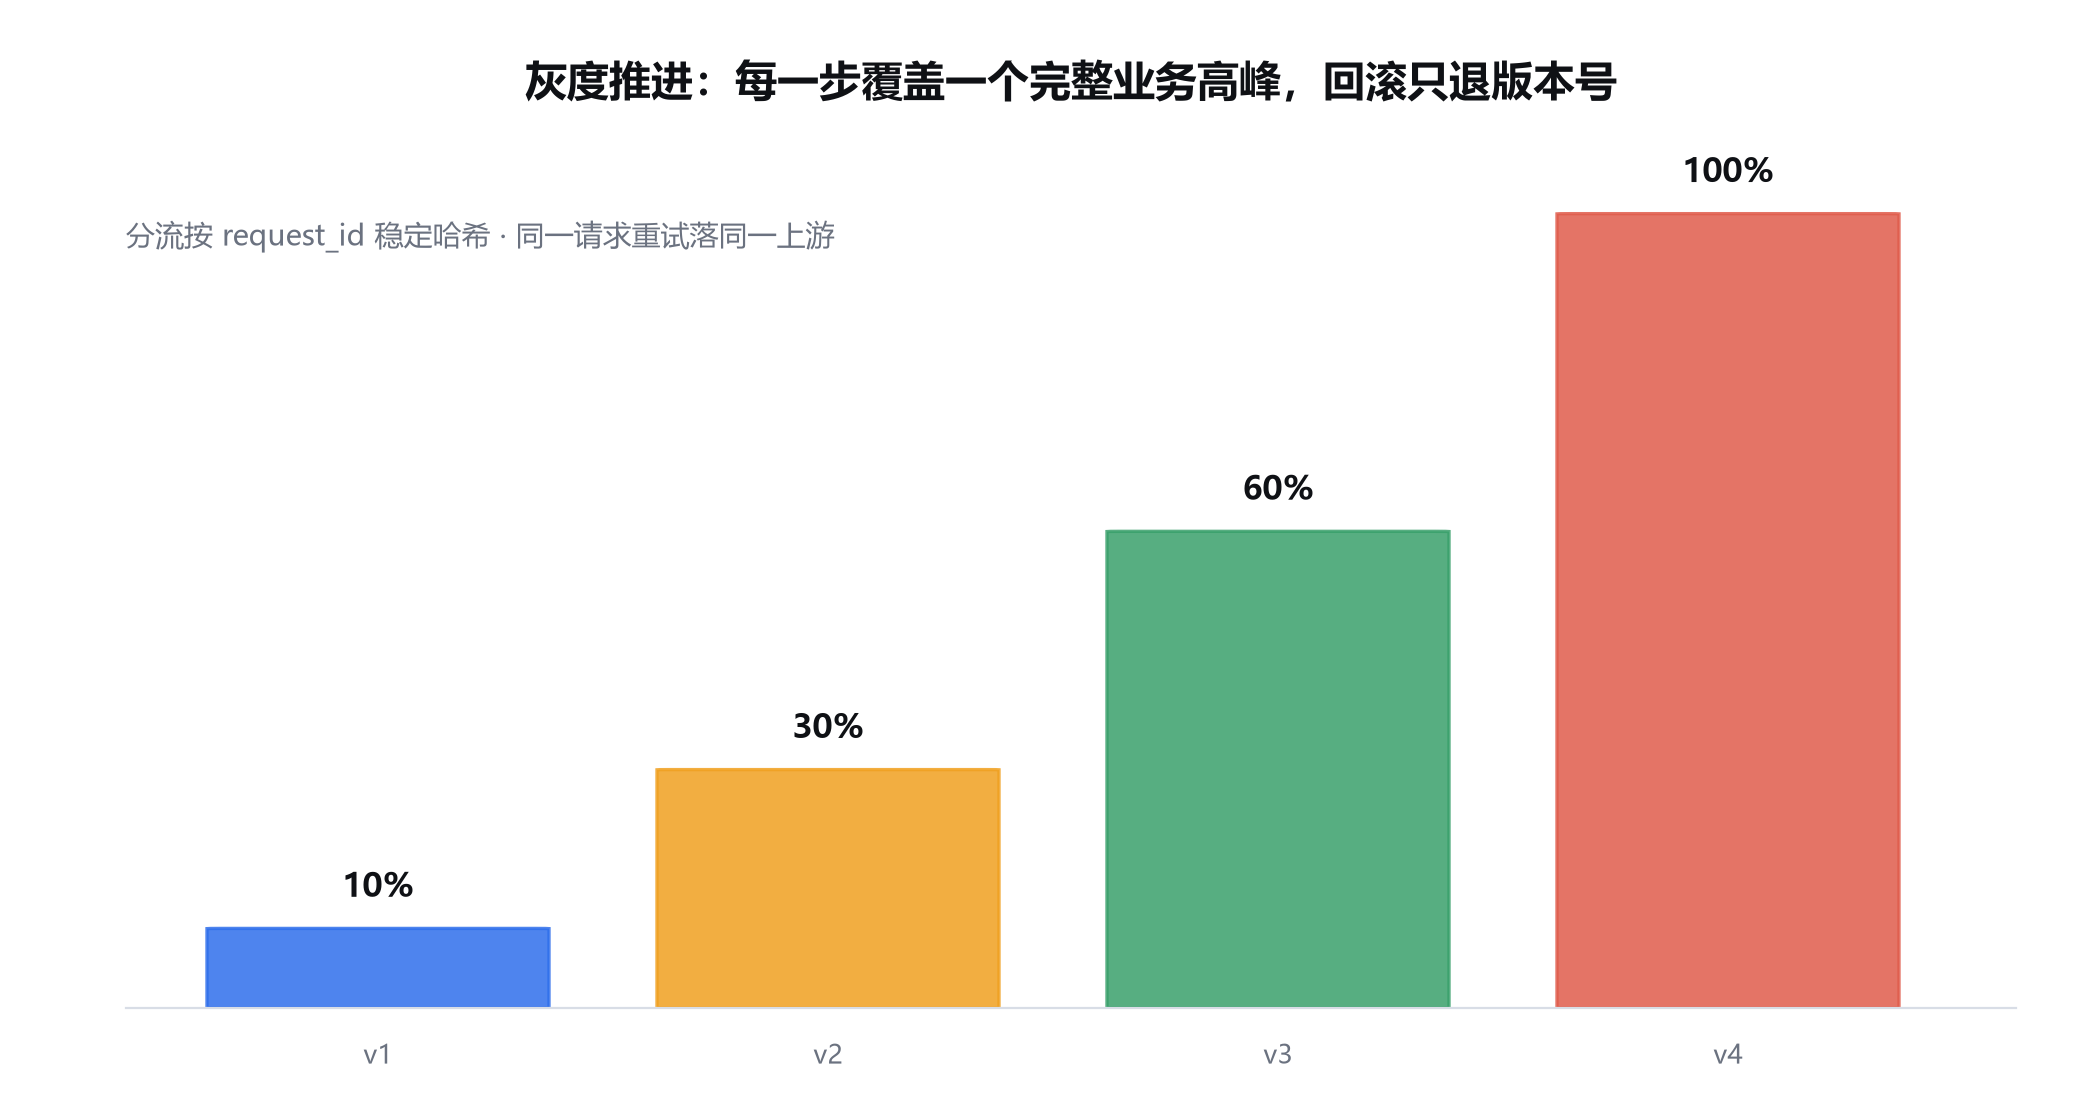 灰度推进：每一步覆盖一个完整业务高峰，回滚只退版本号
分流按 request_id 稳定哈希 · 同一请求重试落同一上游
10%
30%
60%
100%
v1
v2
v3
v4